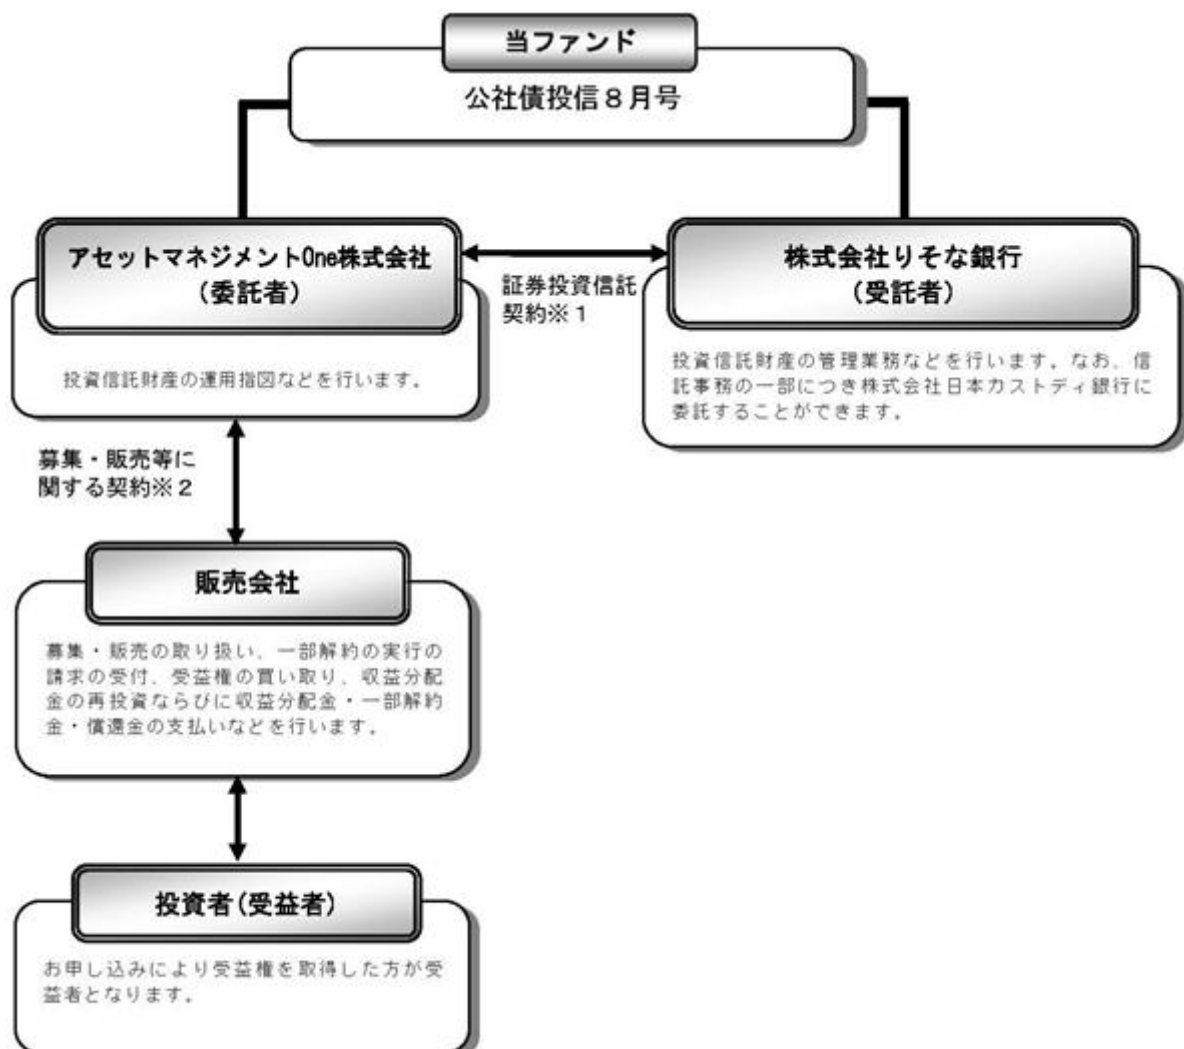 当ファンド
公社債投信８月号
アセットマネジメントOne株式会社
（委託者）
投資信託財産の運用指図などを行います。
証券投資信託
契約※１
株式会社りそな銀行
（受託者）
投資信託財産の管理業務などを行います。なお、信
託事務の一部につき株式会社日本カストディ銀行に
委託することができます。
募集・販売等に
関する契約※２
販売会社
募集・販売の取り扱い、一部解約の実行の
請求の受付、受益権の買い取り、収益分配
金の再投資ならびに収益分配金・一部解約
金・償還金の支払いなどを行います。
投資者（受益者）
お申し込みにより受益権を取得した方が受
益者となります。